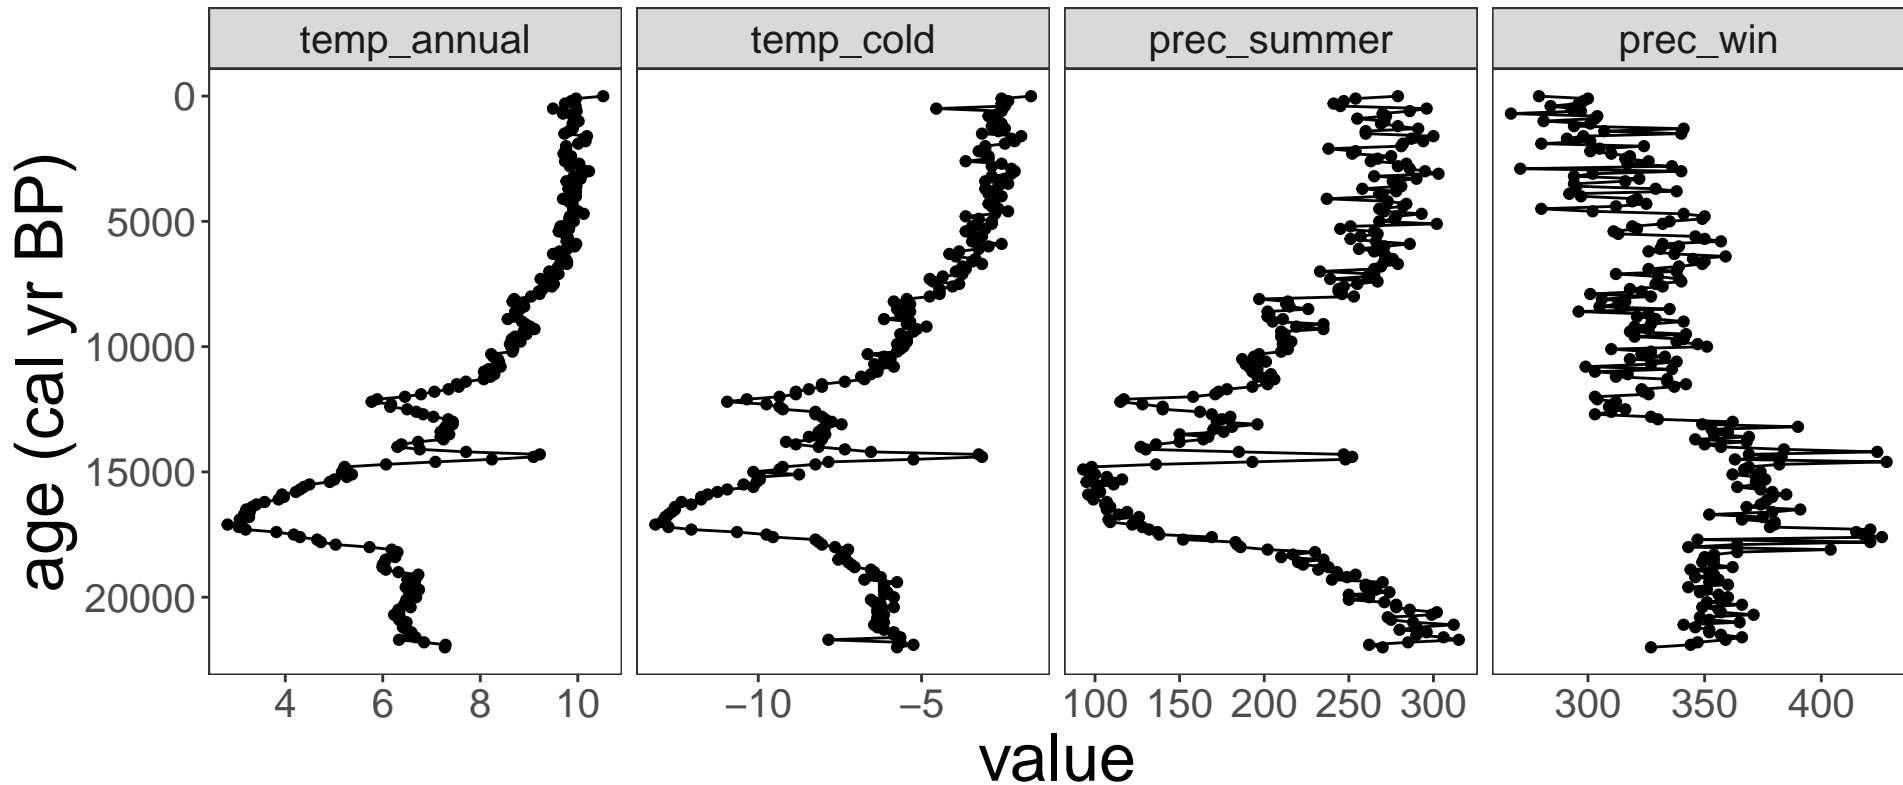 temp_annual temp_cold prec_summer prec_win
age (cal yr BP)
0
5000
10000
15000
20000
4 6 8 10 −10 −5 100 150 200 250 300 300 350 400
value